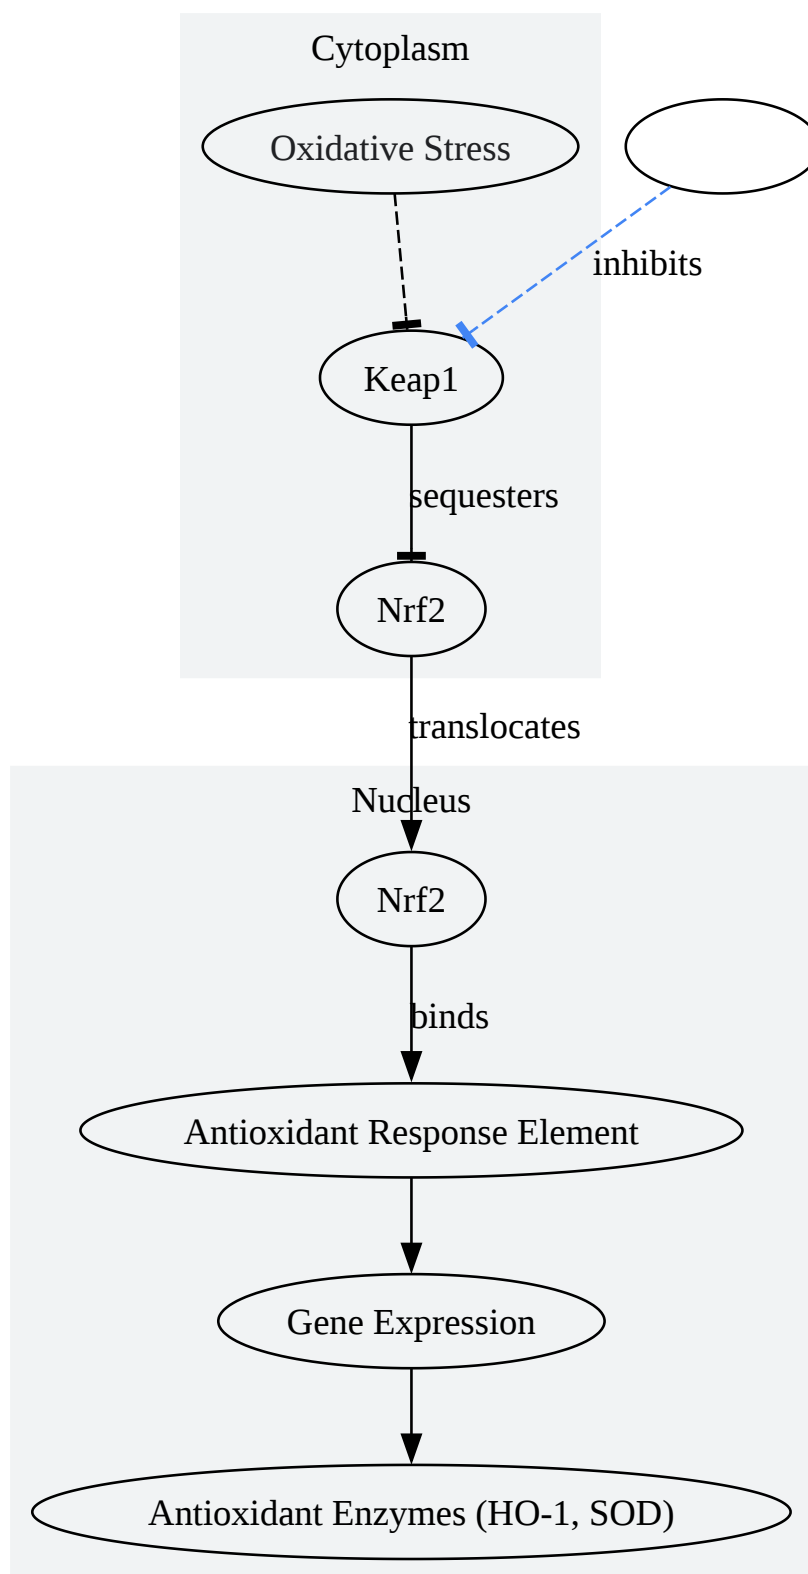 Cytoplasm
Oxidative Stress
inhibits
Keap1
sequesters
Nrf2
translocates
Nucleus
Nrf2
binds
Antioxidant Response Element
Gene Expression
Antioxidant Enzymes (HO-1, SOD)